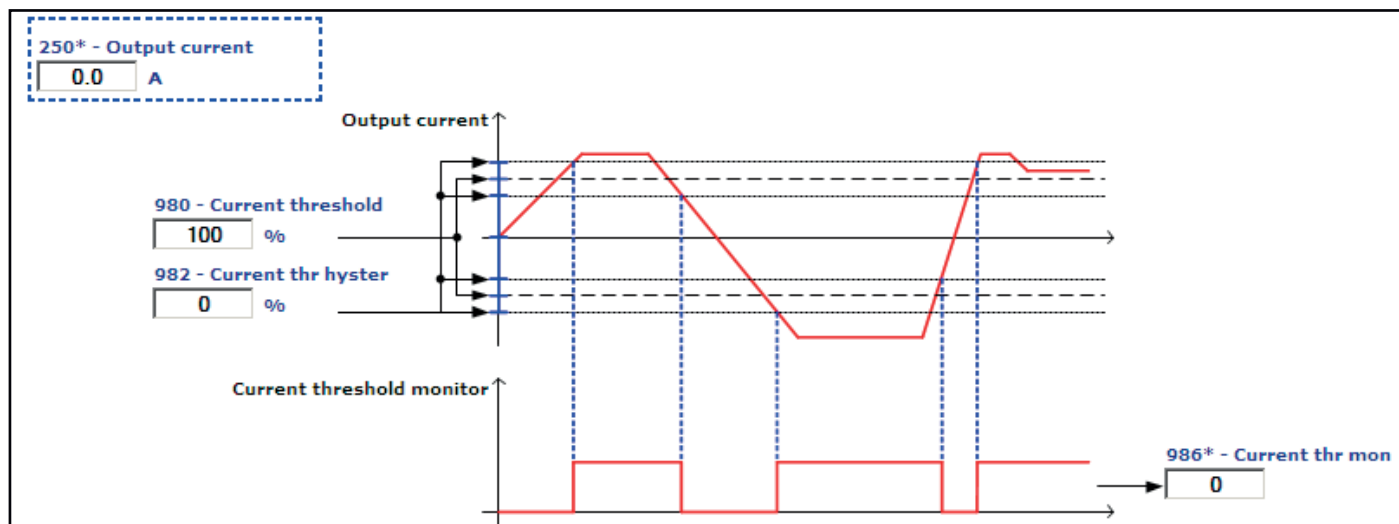 250* - Output current
0.0 A
Output current
980 - Current threshold
100 %
982 - Current thr hyster
0 %
Current threshold monitor
986* - Current thr mon
0